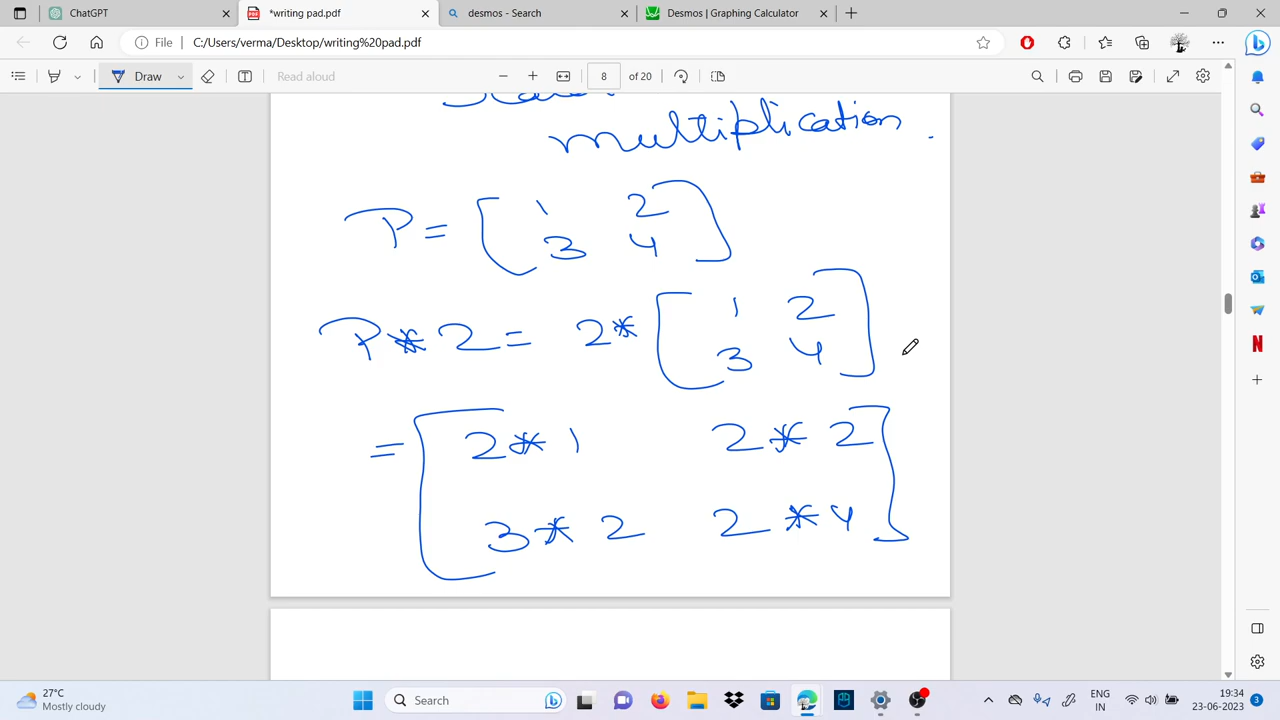 ChatGPT
*writing pad.pdf
desmos - Search
Desmos | Graphing Calculator
File
C:/Users/verma/Desktop/writing%20pad.pdf
Draw
Read aloud
8 of 20
multiplication.
P = [ 1 2
3 4 ]
P * 2 = 2 * [ 1 2
3 4 ]
= [ 2 * 1 2 * 2
3 * 2 2 * 4 ]
27°C
Mostly cloudy
Search
ENG
IN
19:34
23-06-2023
3